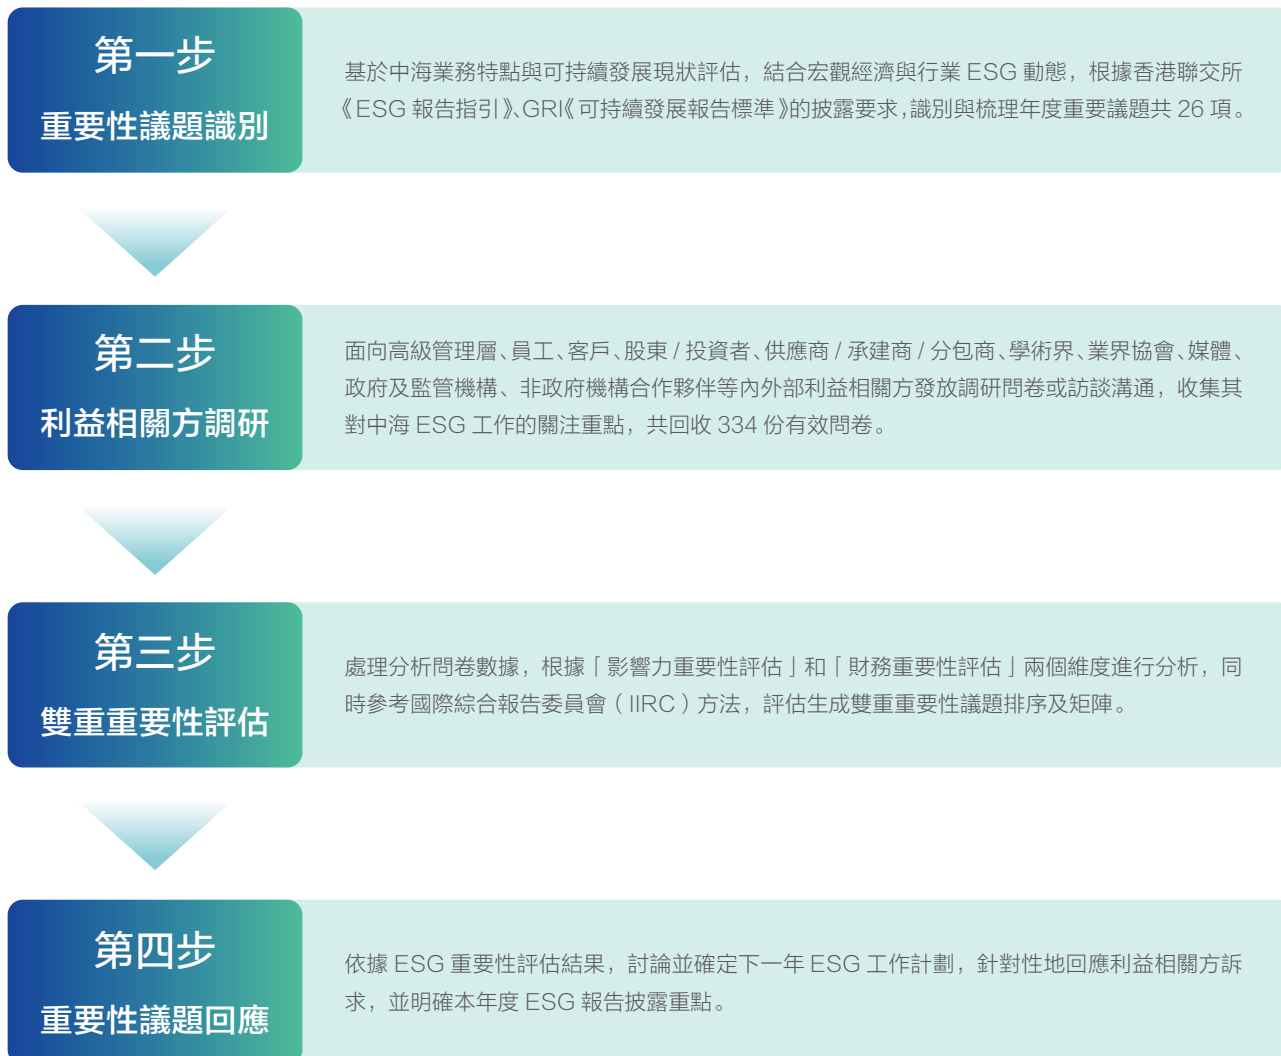 第一步
重要性議題識別
基於中海業務特點與可持續發展現狀評估，結合宏觀經濟與行業 ESG 動態，根據香港聯交所
《ESG 報告指引》、GRI《可持續發展報告標準》的披露要求，識別與梳理年度重要議題共 26 項。
第二步
利益相關方調研
面向高級管理層、員工、客戶、股東 / 投資者、供應商 / 承建商 / 分包商、學術界、業界協會、媒體、
政府及監管機構、非政府機構合作夥伴等內外部利益相關方發放調研問卷或訪談溝通，收集其
對中海 ESG 工作的關注重點，共回收 334 份有效問卷。
第三步
雙重重要性評估
處理分析問卷數據，根據「影響力重要性評估」和「財務重要性評估」兩個維度進行分析，同
時參考國際綜合報告委員會（IIRC）方法，評估生成雙重重要性議題排序及矩陣。
第四步
重要性議題回應
依據 ESG 重要性評估結果，討論並確定下一年 ESG 工作計劃，針對性地回應利益相關方訴
求，並明確本年度 ESG 報告披露重點。